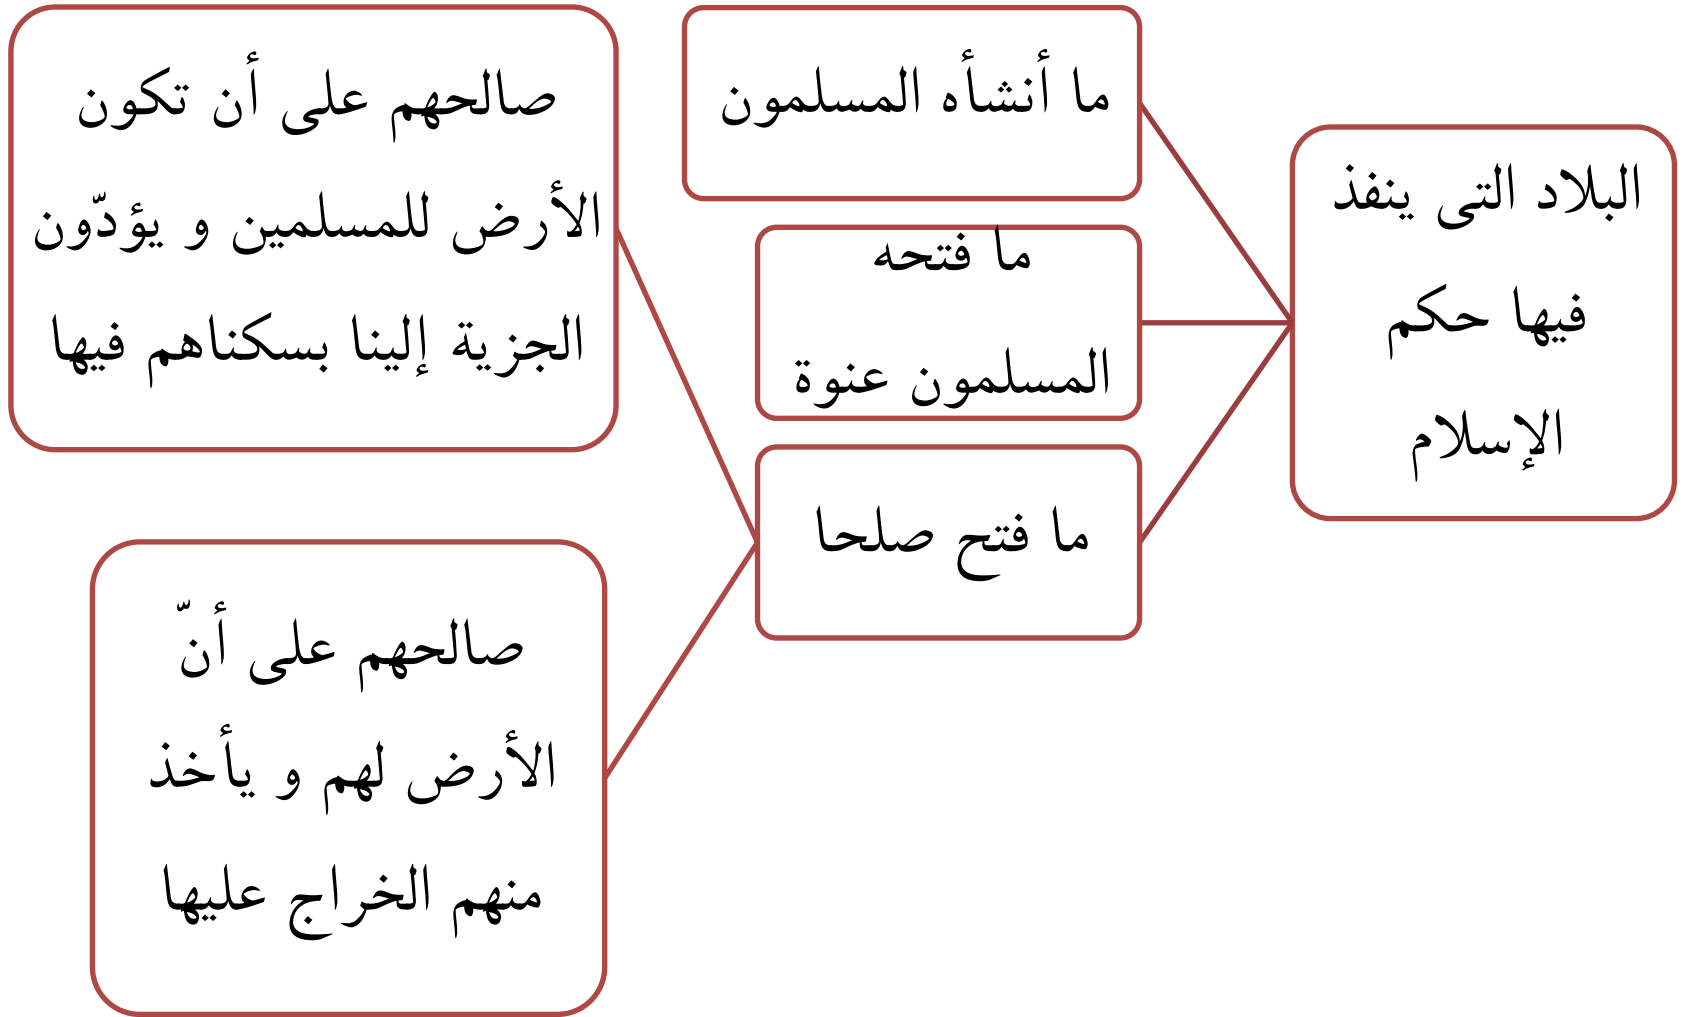 البلاد التى ينفذ
فيها حكم
الإسلام
ما أنشأه المسلمون
ما فتحه
المسلمون عنوة
ما فتح صلحا
صالحهم على أن تكون
الأرض للمسلمين و يؤدّون
الجزية إلينا بسكناهم فيها
صالحهم على أنّ
الأرض لهم و يأخذ
منهم الخراج عليها